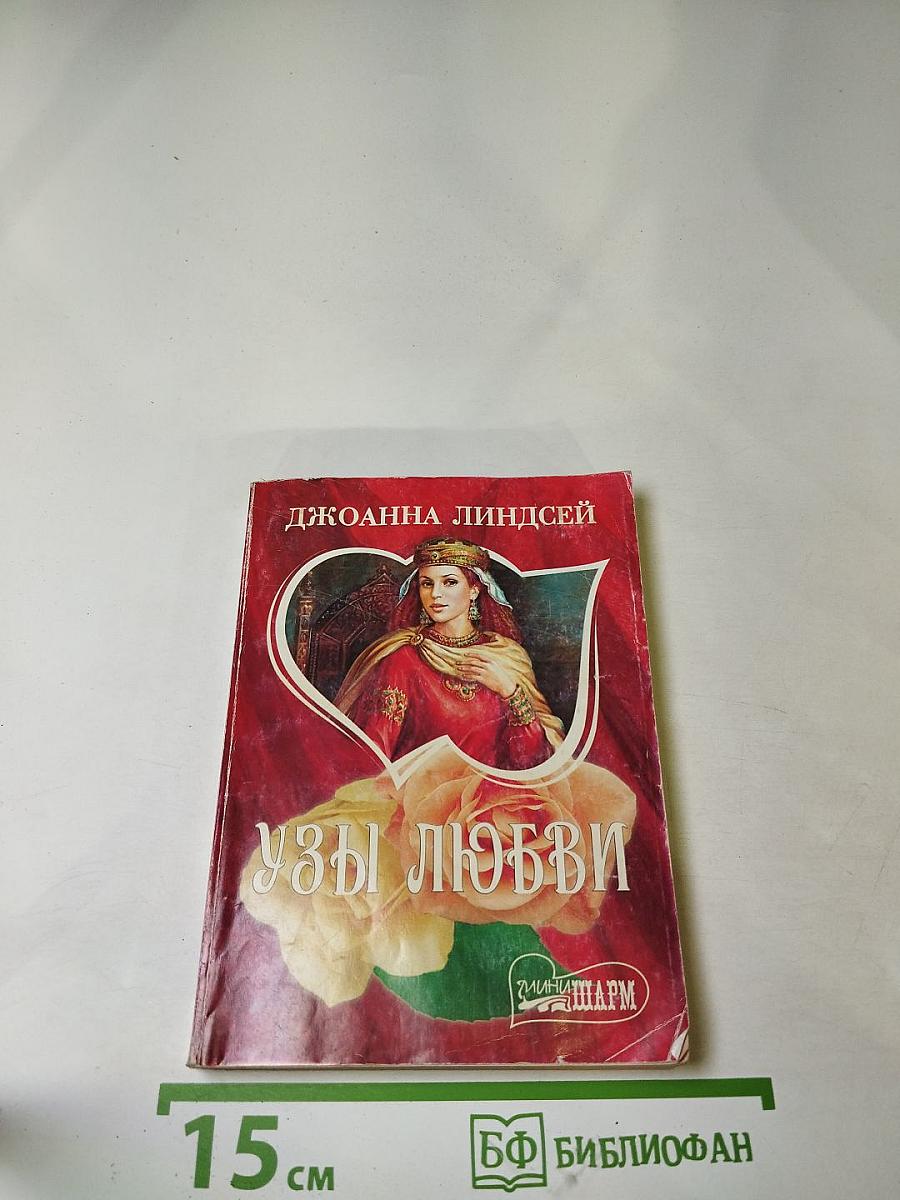 ДЖОАННА ЛИНДСЕЙ
УЗЫ ЛЮБВИ
МИНИ ШАРМ
15 см
БФ БИБЛИОФАН